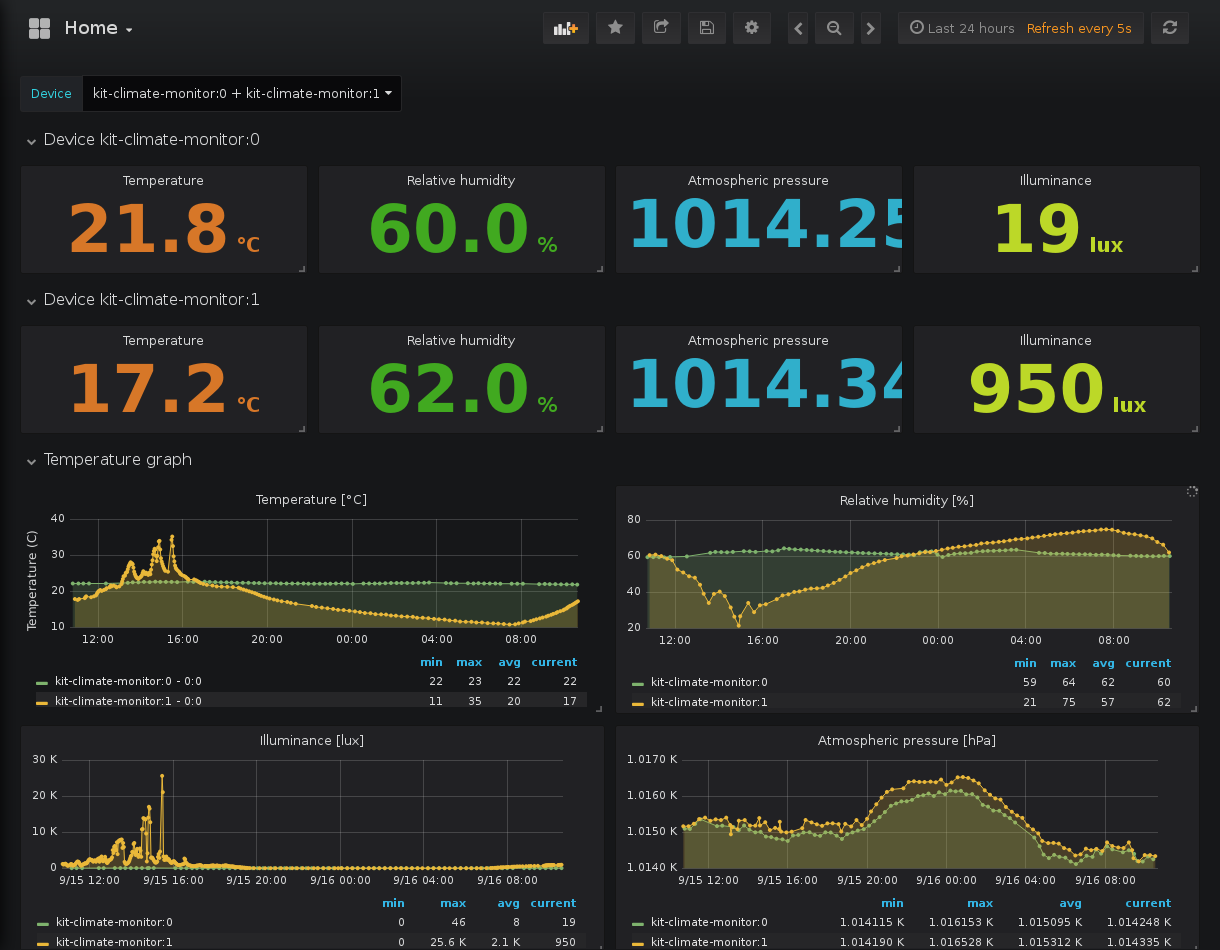 Home
Last 24 hours Refresh every 5s
Device kit-climate-monitor:0 + kit-climate-monitor:1
Device kit-climate-monitor:0
Temperature Relative humidity Atmospheric pressure Illuminance
21.8 °C 60.0 % 1014.25 19 lux
Device kit-climate-monitor:1
Temperature Relative humidity Atmospheric pressure Illuminance
17.2 °C 62.0 % 1014.34 950 lux
Temperature graph
Temperature [°C]
Temperature (C)
40
30
20
10
12:00 16:00 20:00 00:00 04:00 08:00
min max avg current
kit-climate-monitor:0 - 0:0 22 23 22 22
kit-climate-monitor:1 - 0:0 11 35 20 17
Relative humidity [%]
80
60
40
20
12:00 16:00 20:00 00:00 04:00 08:00
min max avg current
kit-climate-monitor:0 59 64 62 60
kit-climate-monitor:1 21 75 57 62
Illuminance [lux]
30 K
20 K
10 K
0
9/15 12:00 9/15 16:00 9/15 20:00 9/16 00:00 9/16 04:00 9/16 08:00
min max avg current
kit-climate-monitor:0 0 46 8 19
kit-climate-monitor:1 0 25.6 K 2.1 K 950
Atmospheric pressure [hPa]
1.0170 K
1.0160 K
1.0150 K
1.0140 K
9/15 12:00 9/15 16:00 9/15 20:00 9/16 00:00 9/16 04:00 9/16 08:00
min max avg current
kit-climate-monitor:0 1.014115 K 1.016153 K 1.015095 K 1.014248 K
kit-climate-monitor:1 1.014190 K 1.016528 K 1.015312 K 1.014335 K